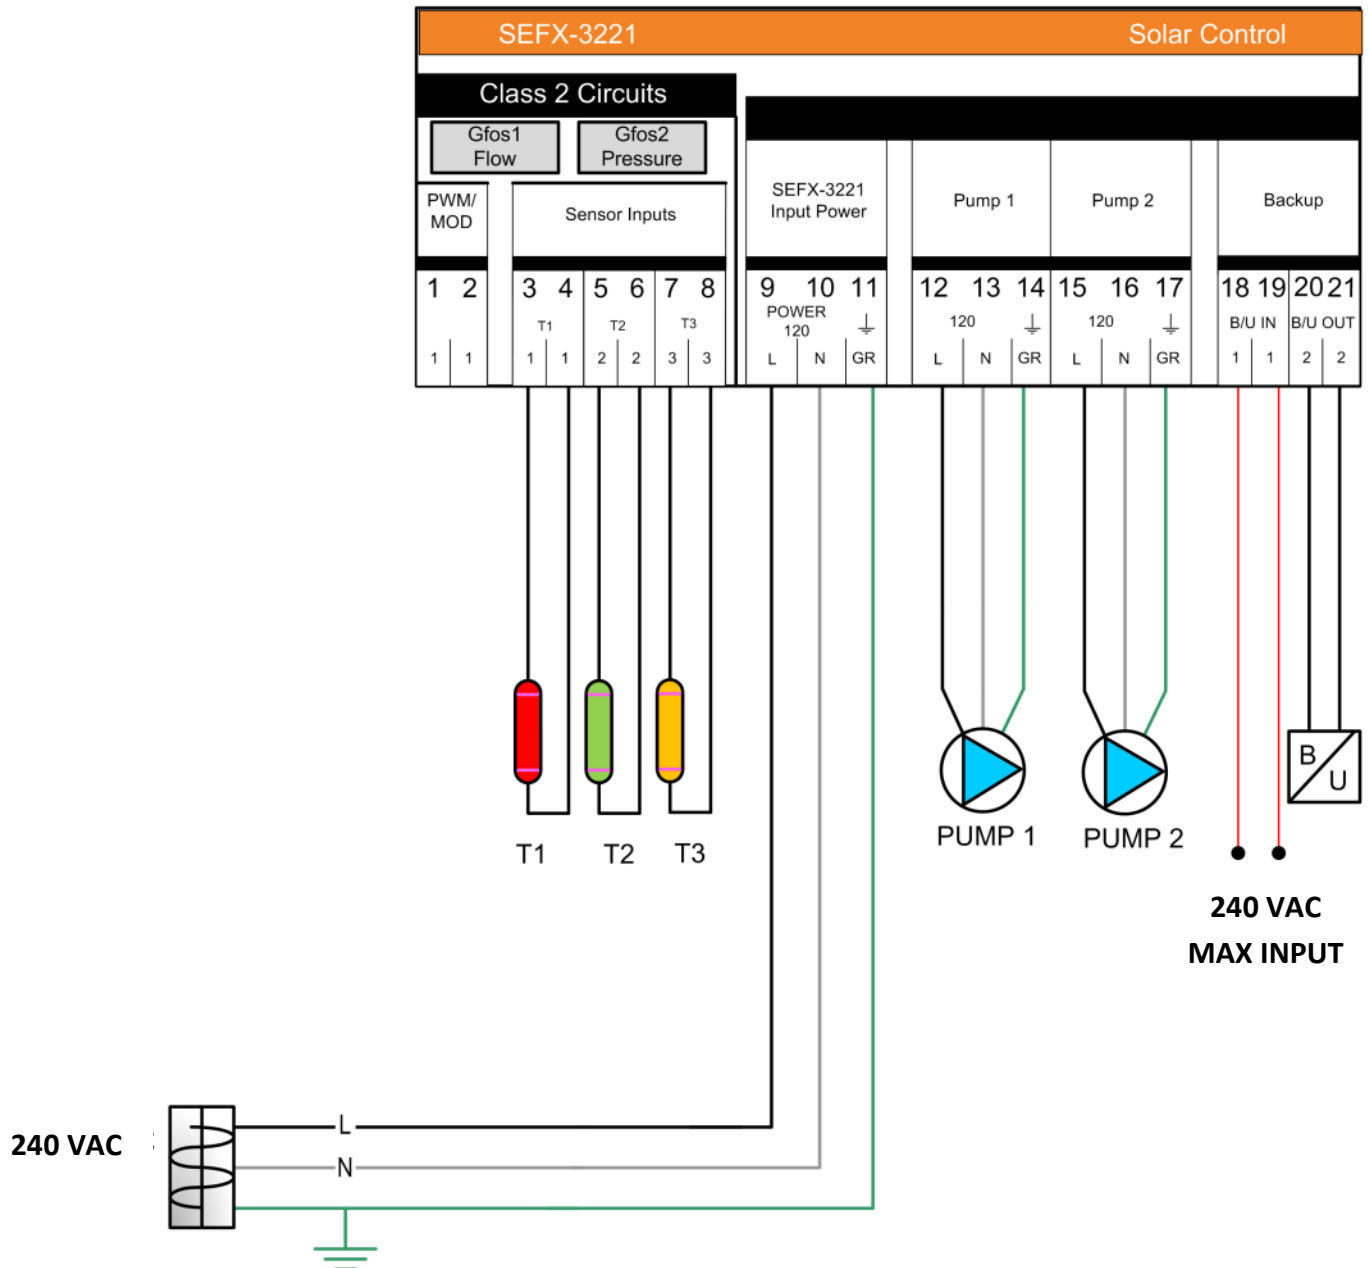 SEFX-3221 Solar Control
Class 2 Circuits
Gfos1 Gfos2
Flow Pressure
PWM/
MOD
Sensor Inputs
SEFX-3221
Input Power
Pump 1 Pump 2 Backup
1 2 3 4 5 6 7 8 9 10 11 12 13 14 15 16 17 18 19 20 21
T1 T2 T3 POWER
120 120 120 B/U IN B/U OUT
1 1 1 1 2 2 3 3 L N GR L N GR L N GR 1 1 2 2
B
U
PUMP 1 PUMP 2
T1 T2 T3
240 VAC
MAX INPUT
L
240 VAC
N